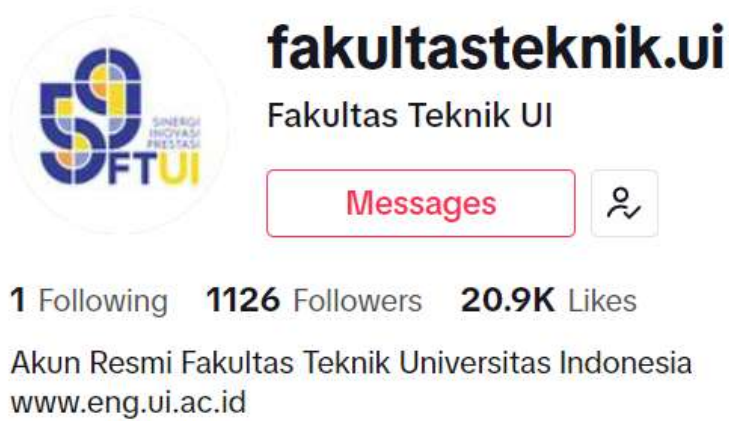 fakultasteknik.ui
Fakultas Teknik UI
59
SINERGI
INOVASI
PRESTASI
FTUI
Messages
1 Following 1126 Followers 20.9K Likes
Akun Resmi Fakultas Teknik Universitas Indonesia
www.eng.ui.ac.id